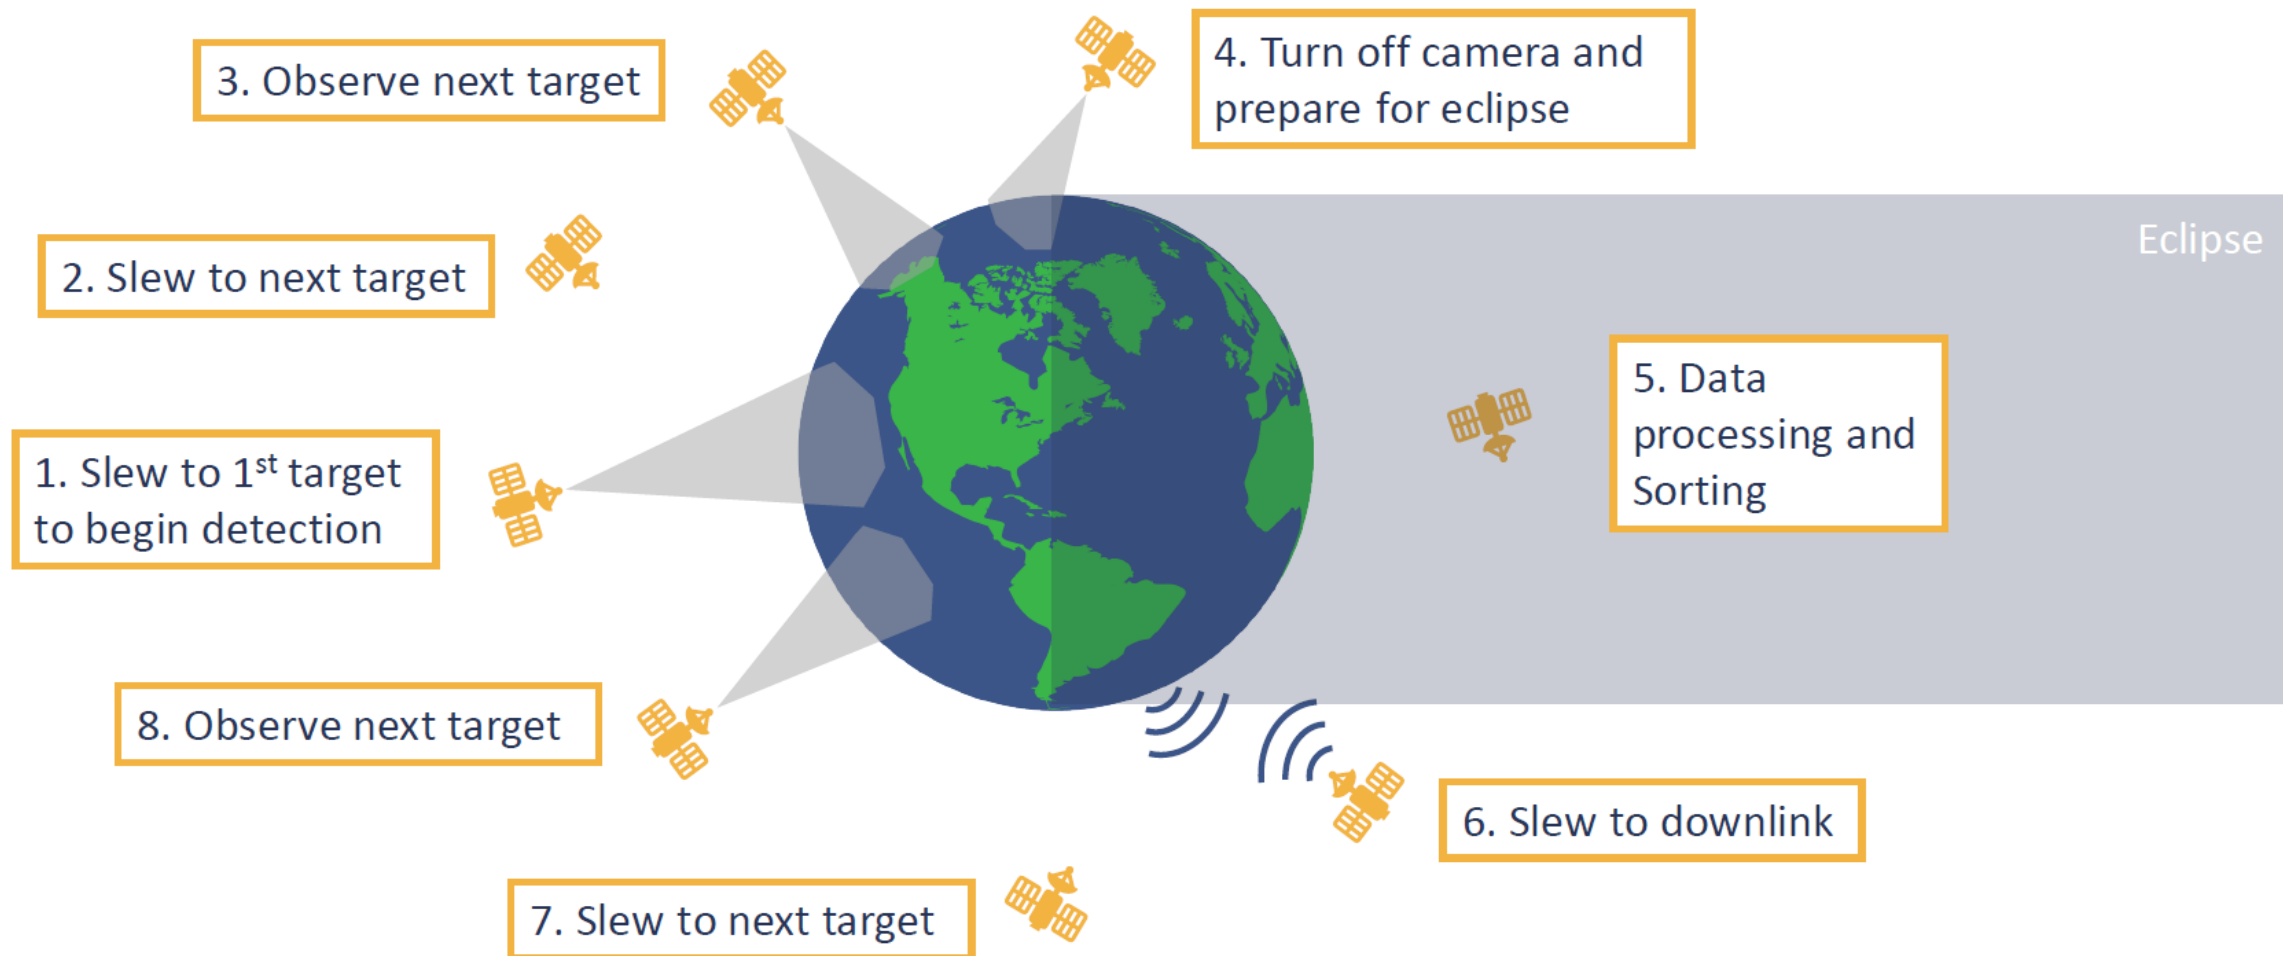 3. Observe next target
4. Turn off camera and
prepare for eclipse
2. Slew to next target
Eclipse
1. Slew to 1st target
to begin detection
5. Data
processing and
Sorting
8. Observe next target
6. Slew to downlink
7. Slew to next target